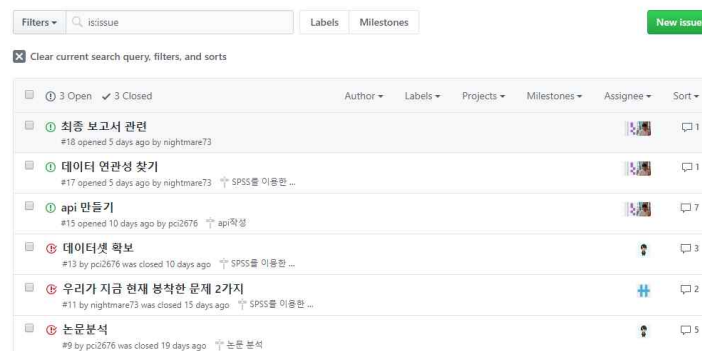 Filters
is:issue
Labels
Milestones
New issue
Clear current search query, filters, and sorts
3 Open 3 Closed Author Labels Projects Milestones Assignee Sort
최종 보고서 관련 1
#18 opened 5 days ago by nightmare73
데이터 연관성 찾기 1
#17 opened 5 days ago by nightmare73 SPSS를 이용한 ...
api 만들기 7
#15 opened 10 days ago by pci2676 api작성
데이터셋 확보 3
#13 by pci2676 was closed 10 days ago SPSS를 이용한 ...
우리가 지금 현재 봉착한 문제 2가지 2
#11 by nightmare73 was closed 15 days ago SPSS를 이용한 ...
논문분석 5
#9 by pci2676 was closed 19 days ago 논문 분석